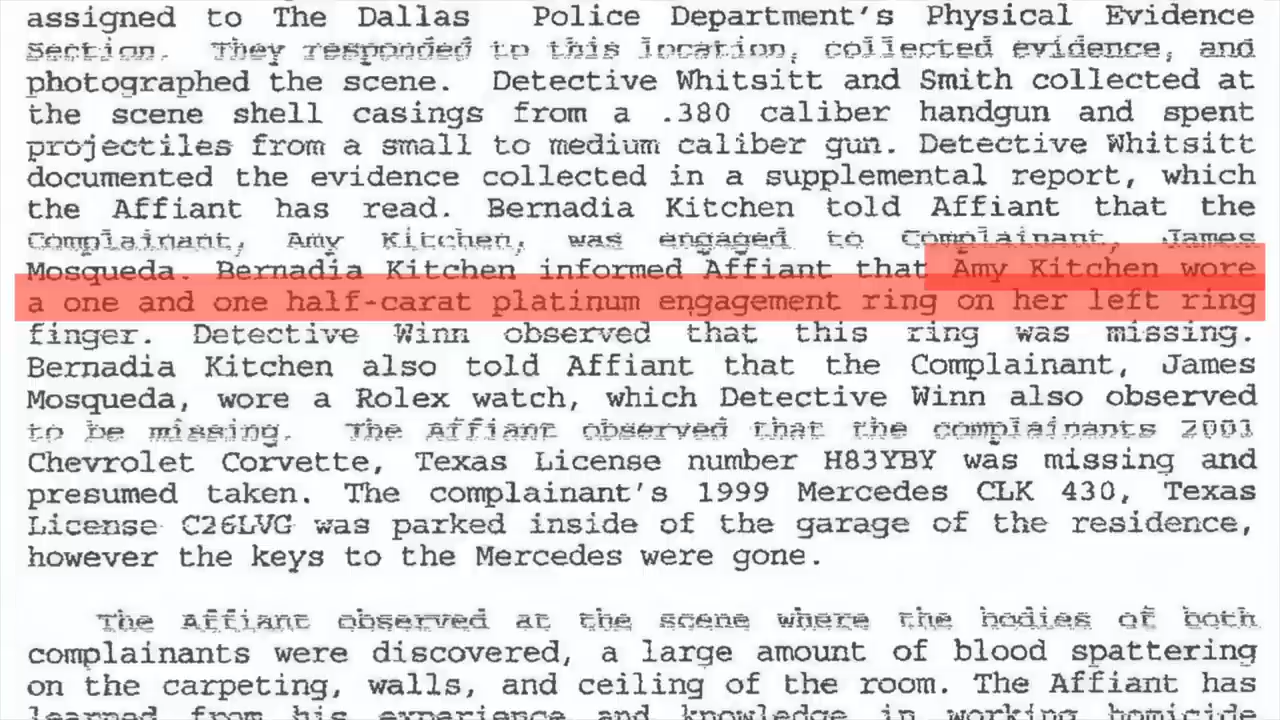 assigned to The Dallas Police Department's Physical Evidence
Section. They responded to this location, collected evidence, and
photographed the scene. Detective Whitsitt and Smith collected at
the scene shell casings from a .380 caliber handgun and spent
projectiles from a small to medium caliber gun. Detective Whitsitt
documented the evidence collected in a supplemental report, which
the Affiant has read. Bernadia Kitchen told Affiant that the
Complainant, Amy Kitchen, was engaged to Complainant, James
Mosqueda. Bernadia Kitchen informed Affiant that Amy Kitchen wore
a one and one half-carat platinum engagement ring on her left ring
finger. Detective Winn observed that this ring was missing.
Bernadia Kitchen also told Affiant that the Complainant, James
Mosqueda, wore a Rolex watch, which Detective Winn also observed
to be missing. The Affiant observed that the complainants 2001
Chevrolet Corvette, Texas License number H83YBY was missing and
presumed taken. The complainant's 1999 Mercedes CLK 430, Texas
License C26LVG was parked inside of the garage of the residence,
however the keys to the Mercedes were gone.
The Affiant observed at the scene where the bodies of both
complainants were discovered, a large amount of blood spattering
on the carpeting, walls, and ceiling of the room. The Affiant has
learned from his experience and knowledge in working homicide